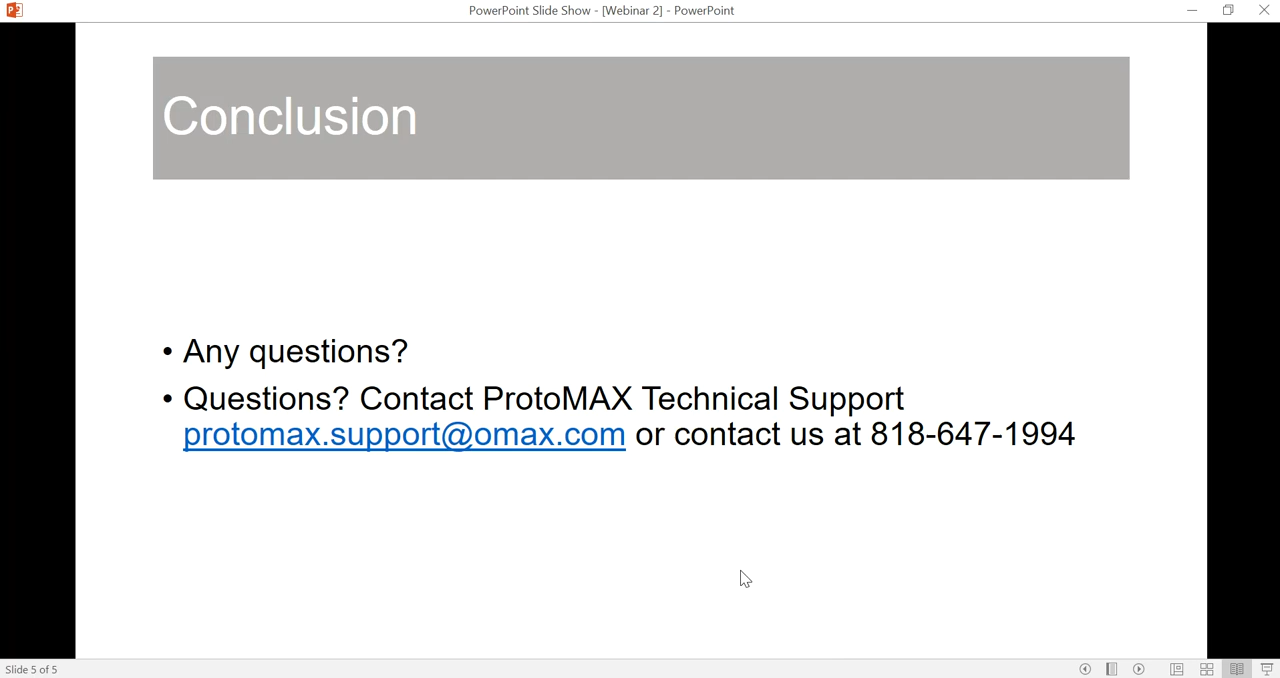 PowerPoint Slide Show - [Webinar 2] - PowerPoint
Conclusion
• Any questions?
• Questions? Contact ProtoMAX Technical Support
protomax.support@omax.com or contact us at 818-647-1994
Slide 5 of 5